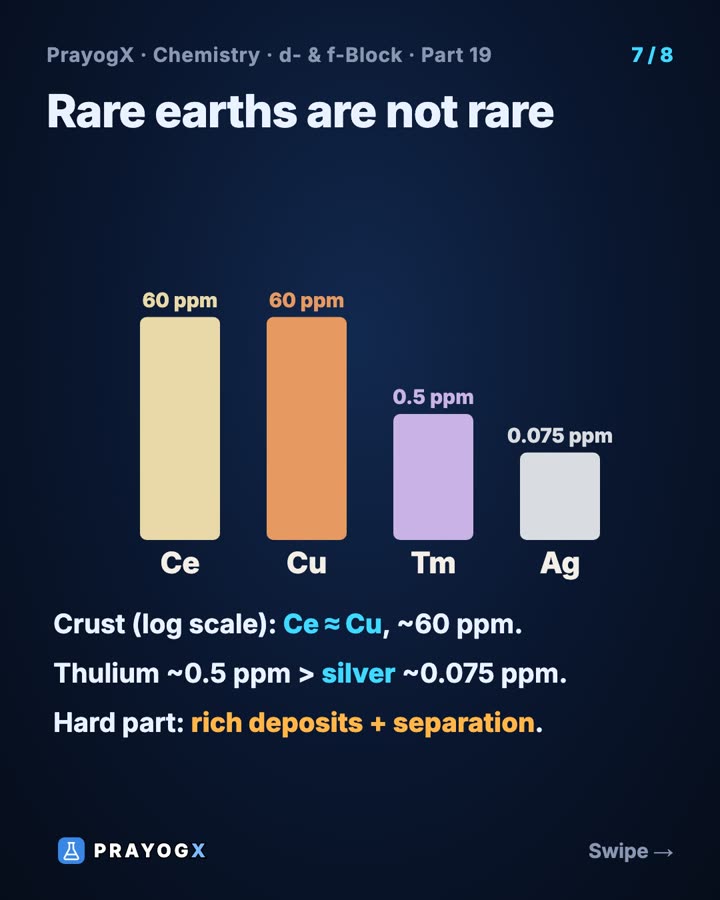 PrayogX · Chemistry · d- & f-Block · Part 19
7 / 8
Rare earths are not rare
60 ppm
60 ppm
0.5 ppm
0.075 ppm
Ce
Cu
Tm
Ag
Crust (log scale): Ce ≈ Cu, ~60 ppm.
Thulium ~0.5 ppm > silver ~0.075 ppm.
Hard part: rich deposits + separation.
PRAYOGX
Swipe →